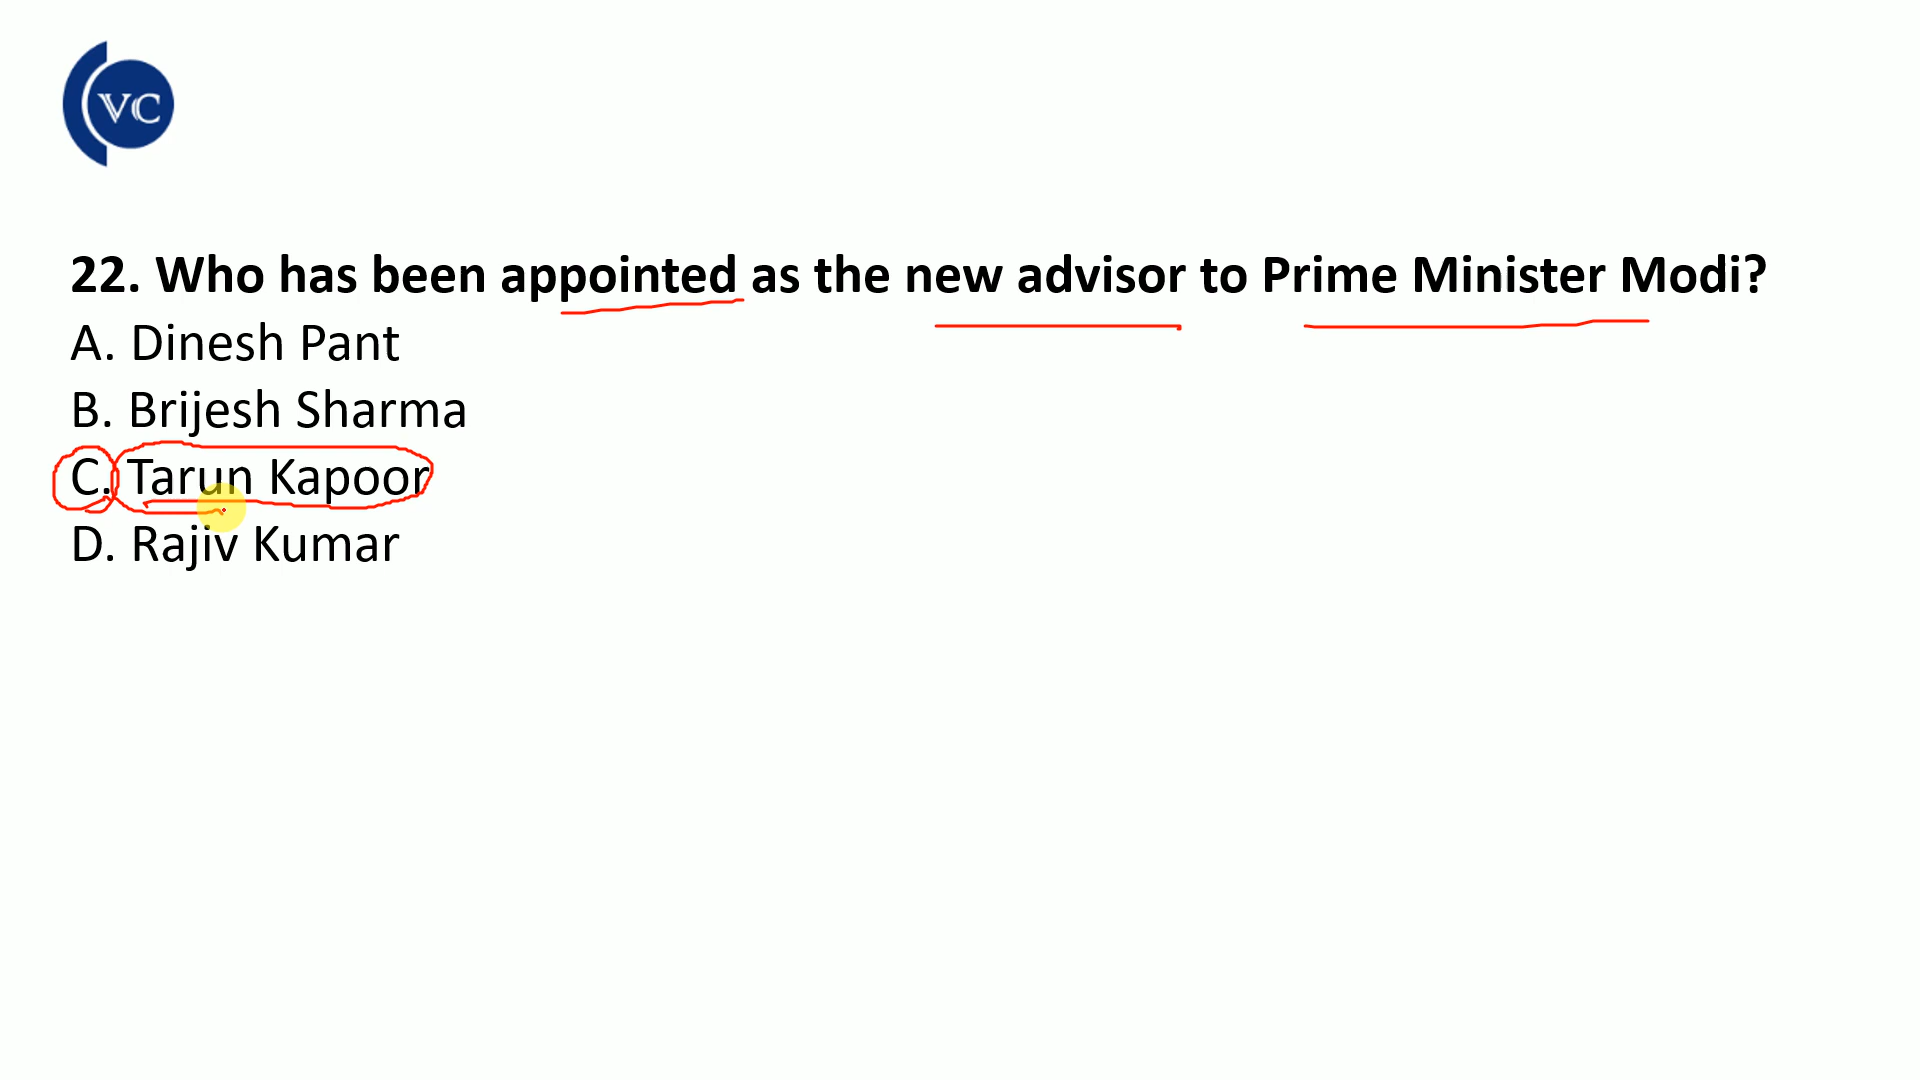 VC
22. Who has been appointed as the new advisor to Prime Minister Modi?
A. Dinesh Pant
B. Brijesh Sharma
C. Tarun Kapoor
D. Rajiv Kumar